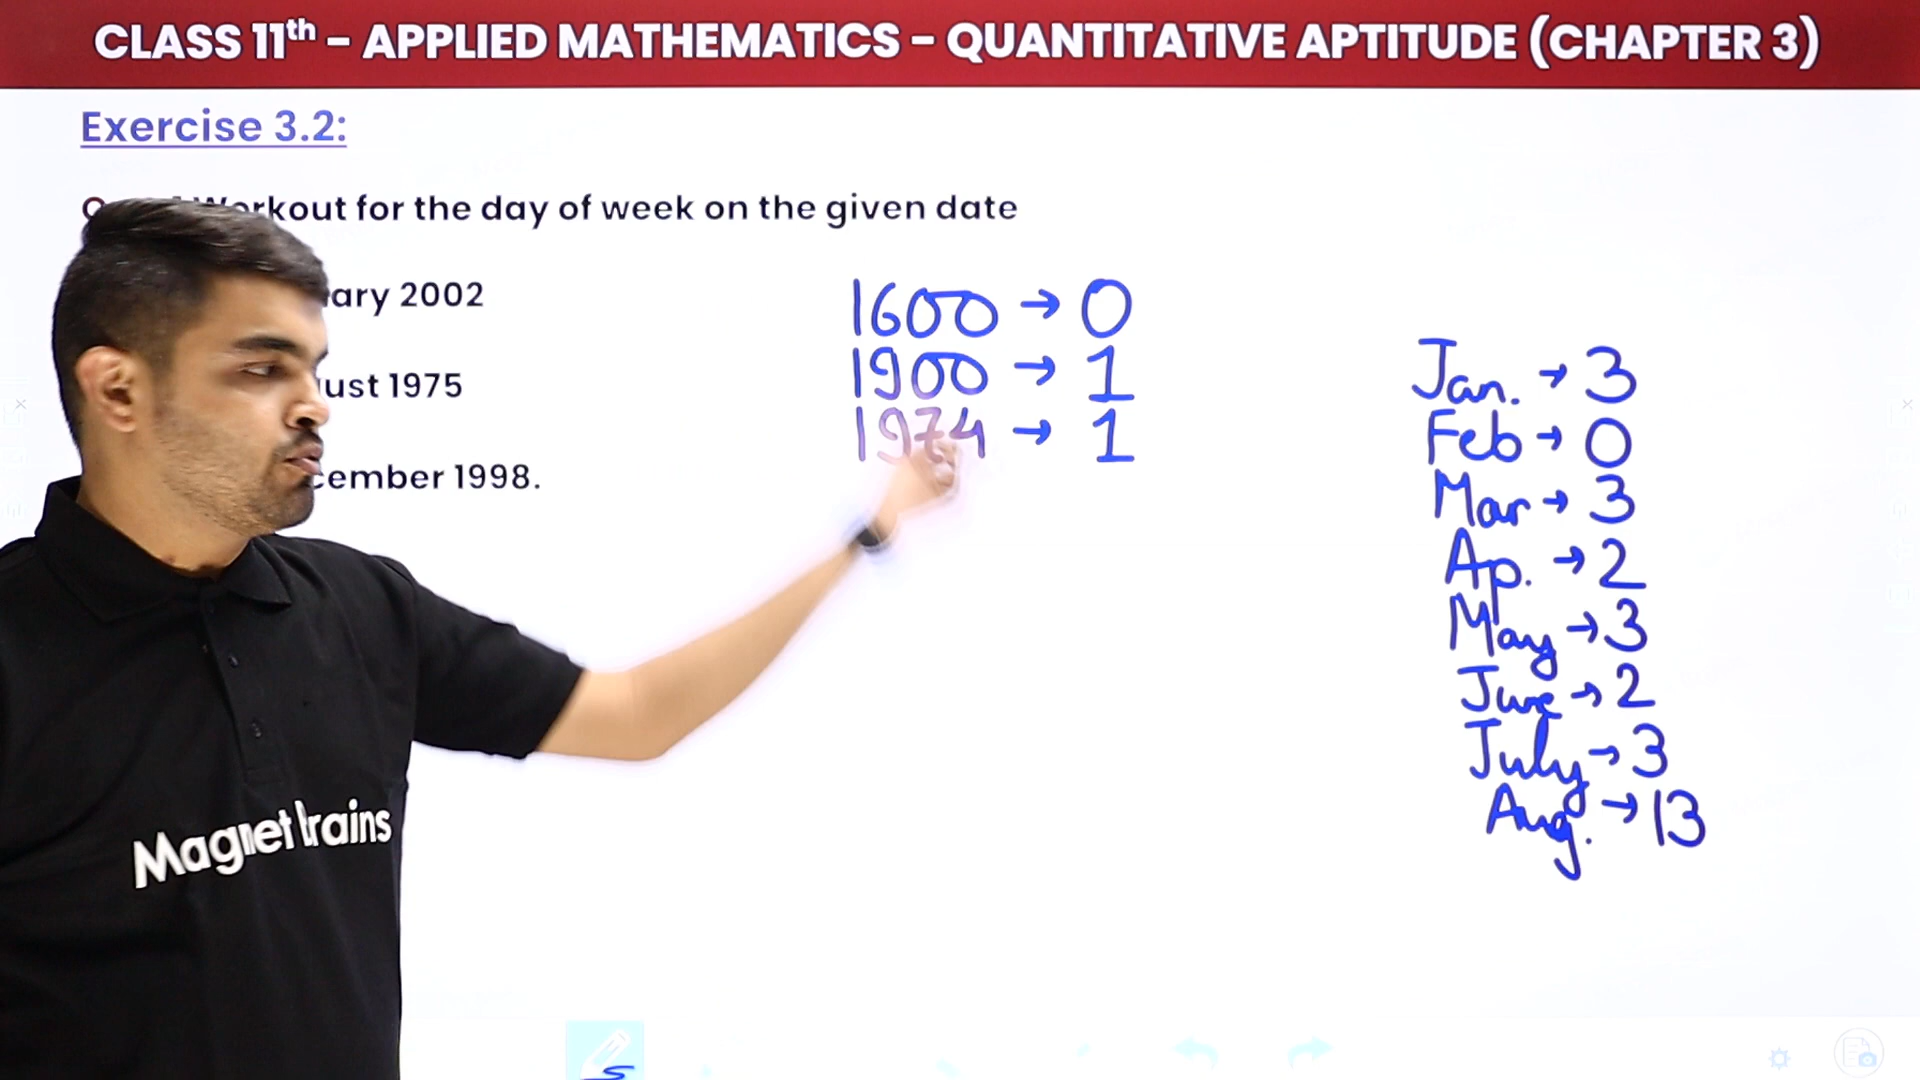 CLASS 11th - APPLIED MATHEMATICS - QUANTITATIVE APTITUDE (CHAPTER 3)
Exercise 3.2:
Workout for the day of week on the given date
ary 2002
ust 1975
cember 1998.
1600 → 0
1900 → 1
1974 → 1
Jan. → 3
Feb → 0
Mar → 3
Ap. → 2
May → 3
June → 2
July → 3
Aug. → 13
Magnet Brains